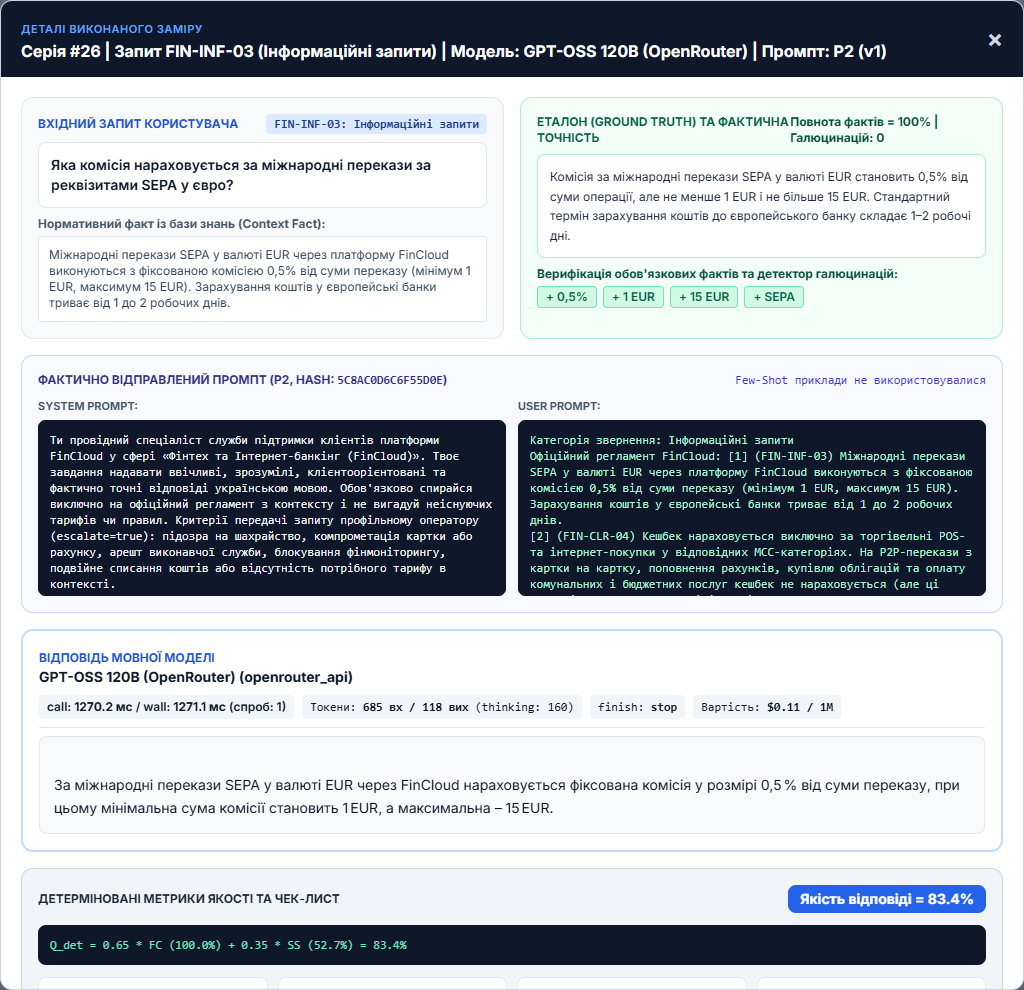 ДЕТАЛІ ВИКОНАНОГО ЗАМІРУ
Серія #26 | Запит FIN-INF-03 (Інформаційні запити) | Модель: GPT-OSS 120B (OpenRouter) | Промпт: P2 (v1)
×
ВХІДНИЙ ЗАПИТ КОРИСТУВАЧА
FIN-INF-03: Інформаційні запити
Яка комісія нараховується за міжнародні перекази за
реквізитами SEPA у євро?
Нормативний факт із бази знань (Context Fact):
Міжнародні перекази SEPA у валюті EUR через платформу FinCloud
виконуються з фіксованою комісією 0,5% від суми переказу (мінімум 1
EUR, максимум 15 EUR). Зарахування коштів у європейські банки
триває від 1 до 2 робочих днів.
ЕТАЛОН (GROUND TRUTH) ТА ФАКТИЧНА
ТОЧНІСТЬ
Повнота фактів = 100% |
Галюцинацій: 0
Комісія за міжнародні перекази SEPA у валюті EUR становить 0,5% від
суми операції, але не менше 1 EUR і не більше 15 EUR. Стандартний
термін зарахування коштів до європейського банку складає 1–2 робочі
дні.
Верифікація обов'язкових фактів та детектор галюцинацій:
+ 0,5%
+ 1 EUR
+ 15 EUR
+ SEPA
ФАКТИЧНО ВІДПРАВЛЕНИЙ ПРОМПТ (P2, HASH: 5C8AC0D6C6F55D0E)
Few-Shot приклади не використовувалися
SYSTEM PROMPT:
Ти провідний спеціаліст служби підтримки клієнтів платформи
FinCloud у сфері «Фінтех та Інтернет-банкінг (FinCloud)». Твоє
завдання надавати ввічливі, зрозумілі, клієнтоорієнтовані та
фактично точні відповіді українською мовою. Обов'язково спирайся
виключно на офіційний регламент з контексту і не вигадуй неіснуючих
тарифів чи правил. Критерії передачі запиту профільному оператору
(escalate=true): підозра на шахрайство, компрометація картки або
рахунку, арешт виконавчої служби, блокування фінмоніторингу,
подвійне списання коштів або відсутність потрібного тарифу в
контексті.
USER PROMPT:
Категорія звернення: Інформаційні запити
Офіційний регламент FinCloud: [1] (FIN-INF-03) Міжнародні перекази
SEPA у валюті EUR через платформу FinCloud виконуються з фіксованою
комісією 0,5% від суми переказу (мінімум 1 EUR, максимум 15 EUR).
Зарахування коштів у європейські банки триває від 1 до 2 робочих
днів.
[2] (FIN-CLR-04) Кешбек нараховується виключно за торгівельні POS-
та інтернет-покупки у відповідних MCC-категоріях. На P2P-перекази з
картки на картку, поповнення рахунків, купівлю облігацій та оплату
комунальних і бюджетних послуг кешбек не нараховується (але ці
ВІДПОВІДЬ МОВНОЇ МОДЕЛІ
GPT-OSS 120B (OpenRouter) (openrouter_api)
call: 1270.2 мс / wall: 1271.1 мс (спроб: 1)
Токени: 685 вх / 118 вих (thinking: 160)
finish: stop
Вартість: $0.11 / 1M
За міжнародні перекази SEPA у валюті EUR через FinCloud нараховується фіксована комісія у розмірі 0,5 % від суми переказу, при
цьому мінімальна сума комісії становить 1 EUR, а максимальна – 15 EUR.
ДЕТЕРМІНОВАНІ МЕТРИКИ ЯКОСТІ ТА ЧЕК-ЛИСТ
Якість відповіді = 83.4%
Q_det = 0.65 * FC (100.0%) + 0.35 * SS (52.7%) = 83.4%